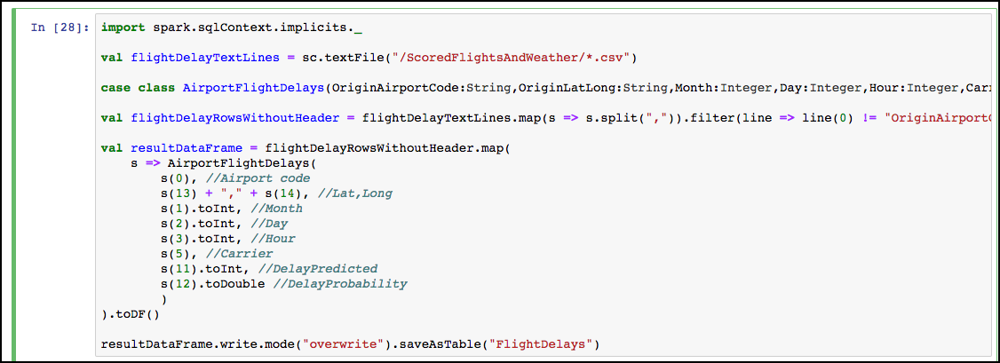 In [28]: import spark.sqlContext.implicits._
val flightDelayTextLines = sc.textFile("/ScoredFlightsAndWeather/*.csv")
case class AirportFlightDelays(OriginAirportCode:String,OriginLatLong:String,Month:Integer,Day:Integer,Hour:Integer,Carr
val flightDelayRowsWithoutHeader = flightDelayTextLines.map(s => s.split(",")).filter(line => line(0) != "OriginAirportC
val resultDataFrame = flightDelayRowsWithoutHeader.map(
s => AirportFlightDelays(
s(0), //Airport code
s(13) + "," + s(14), //Lat,Long
s(1).toInt, //Month
s(2).toInt, //Day
s(3).toInt, //Hour
s(5), //Carrier
s(11).toInt, //DelayPredicted
s(12).toDouble //DelayProbability
)
).toDF()
resultDataFrame.write.mode("overwrite").saveAsTable("FlightDelays")